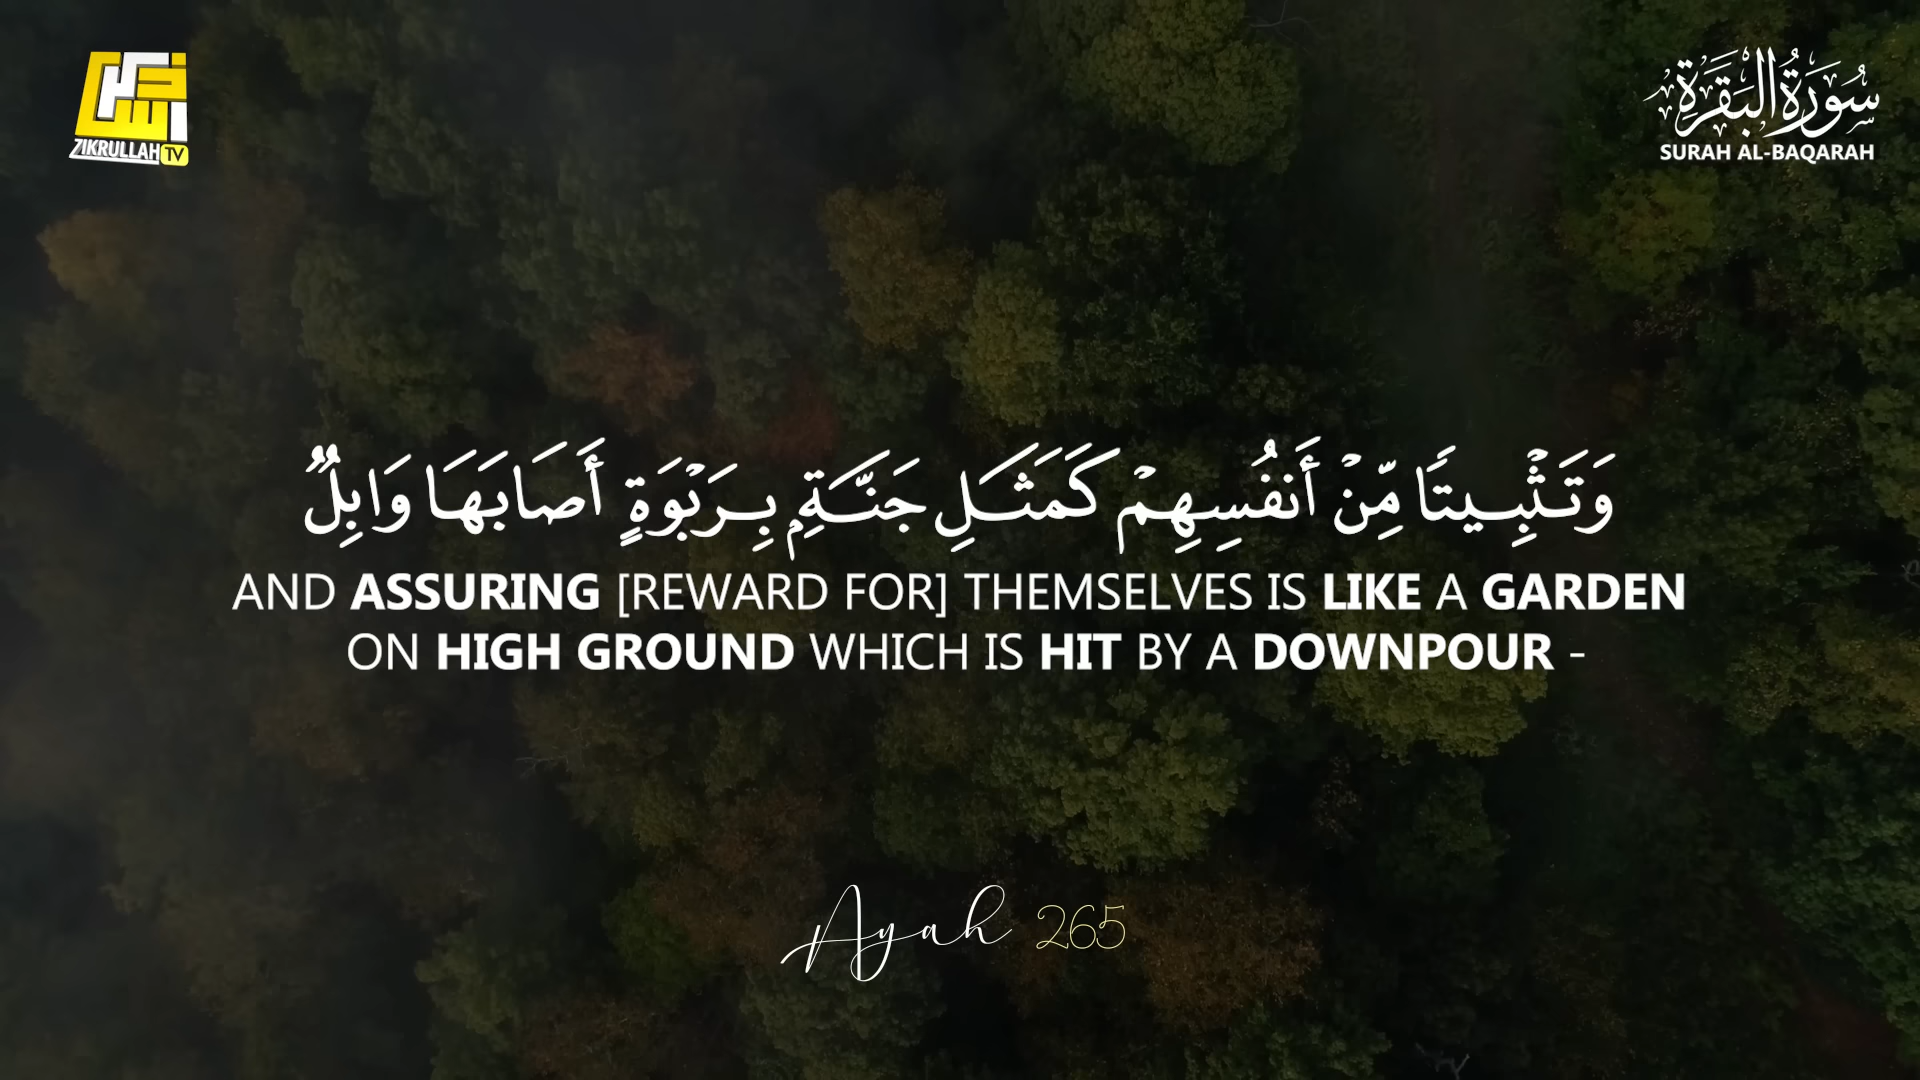 ZIKRULLAH TV
سُورَةُ البَقَرَةِ
SURAH AL-BAQARAH
وَتَثْبِيتًا مِّنْ أَنفُسِهِمْ كَمَثَلِ جَنَّةٍۭ بِرَبْوَةٍ أَصَابَهَا وَابِلٌ
AND ASSURING [REWARD FOR] THEMSELVES IS LIKE A GARDEN
ON HIGH GROUND WHICH IS HIT BY A DOWNPOUR -
Ayah 265